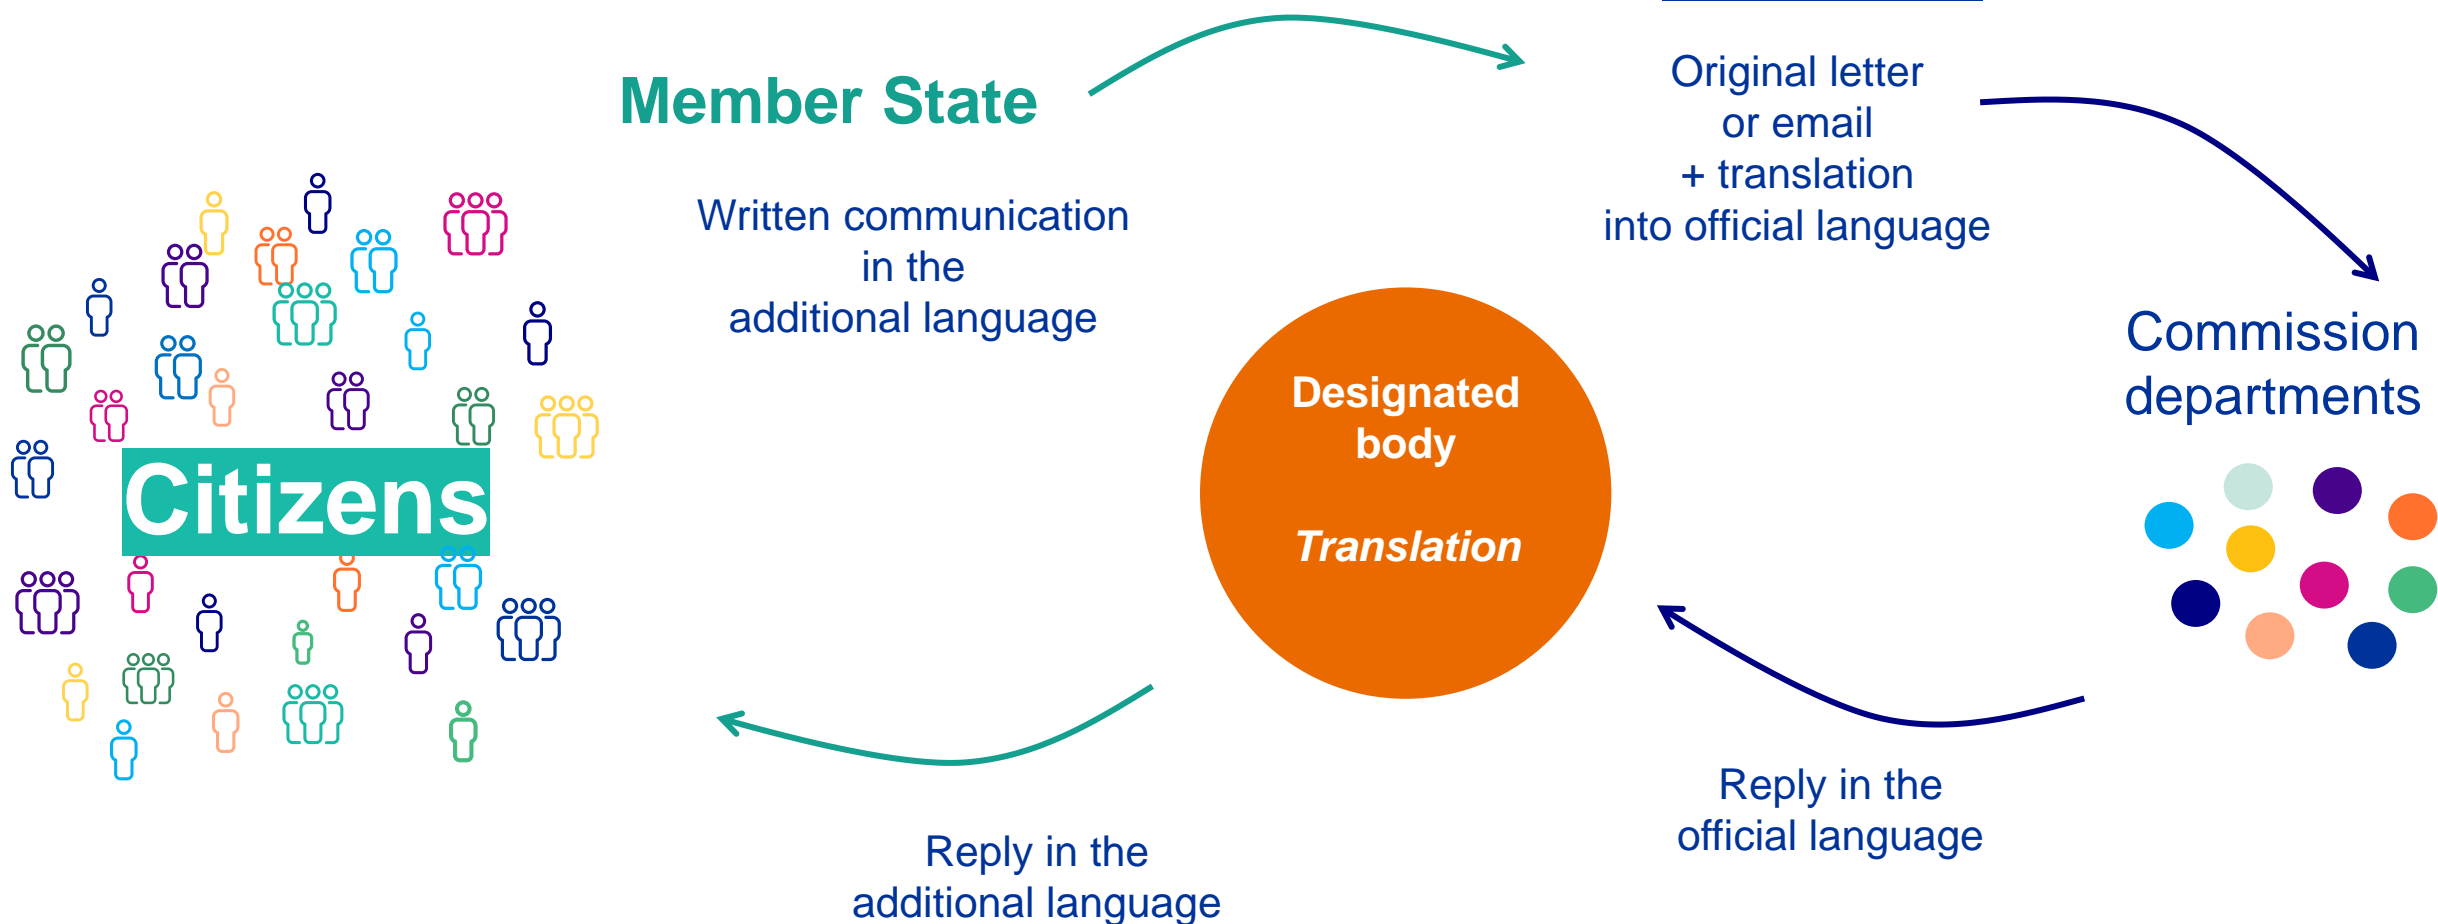 Member State
Written communication
in the
additional language
Original letter
or email
+ translation
into official language
Commission
departments
Citizens
Designated
body
Translation
Reply in the
official language
Reply in the
additional language